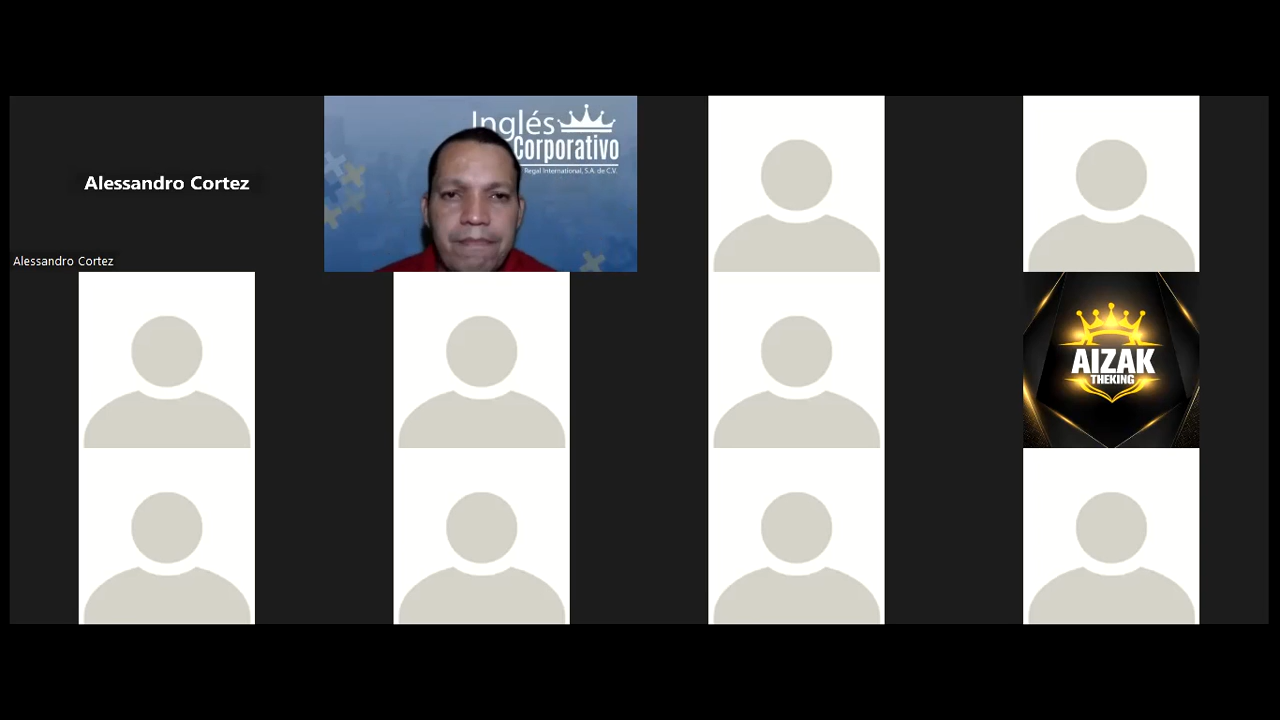 Alessandro Cortez
Alessandro Cortez
Inglés
Corporativo
Regal International, S.A. de C.V.
AIZAK
THEKING